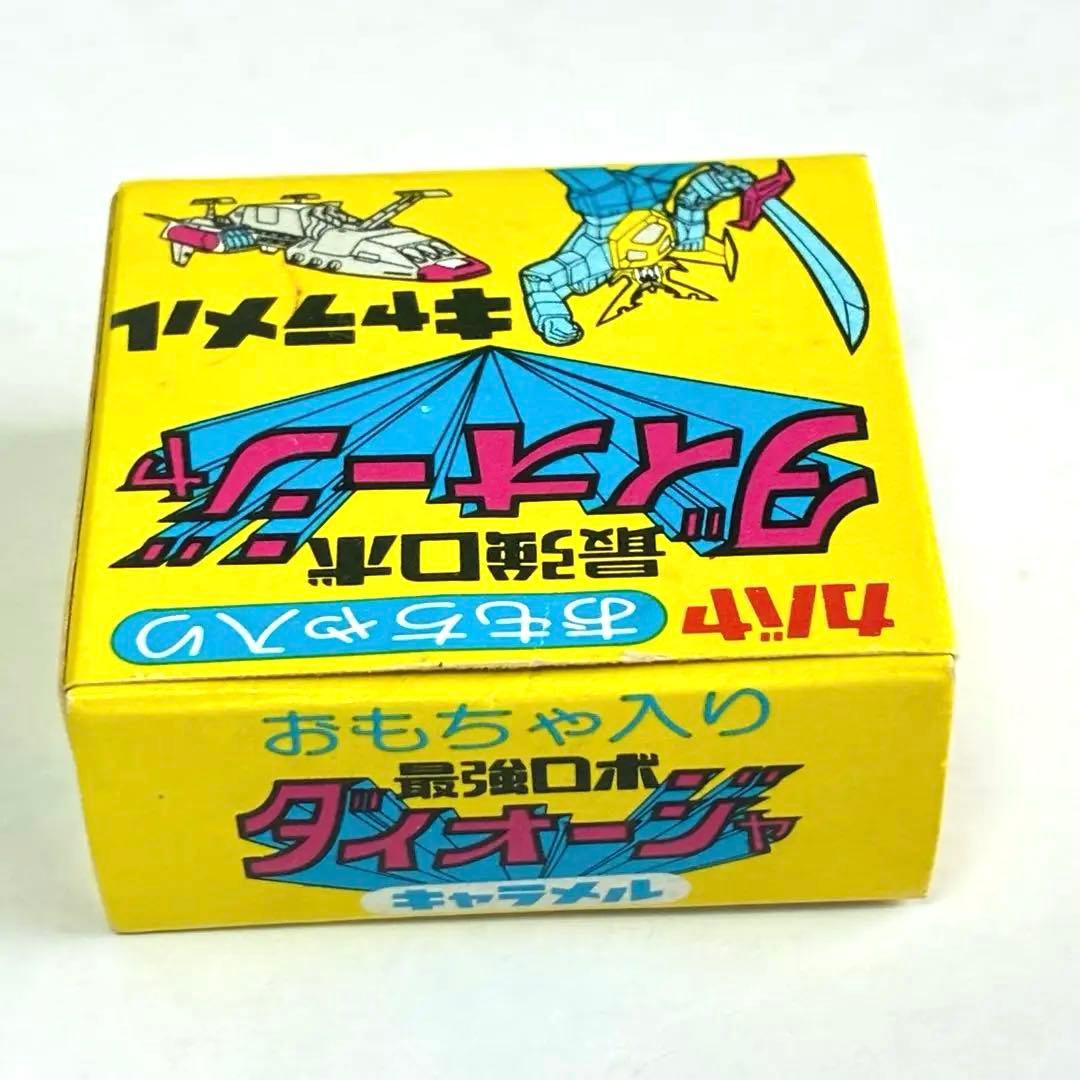 カバヤ
おもちゃ入り
最強ロボ
ダイオージャ
キャラメル
おもちゃ入り
最強ロボ
ダイオージャ
キャラメル